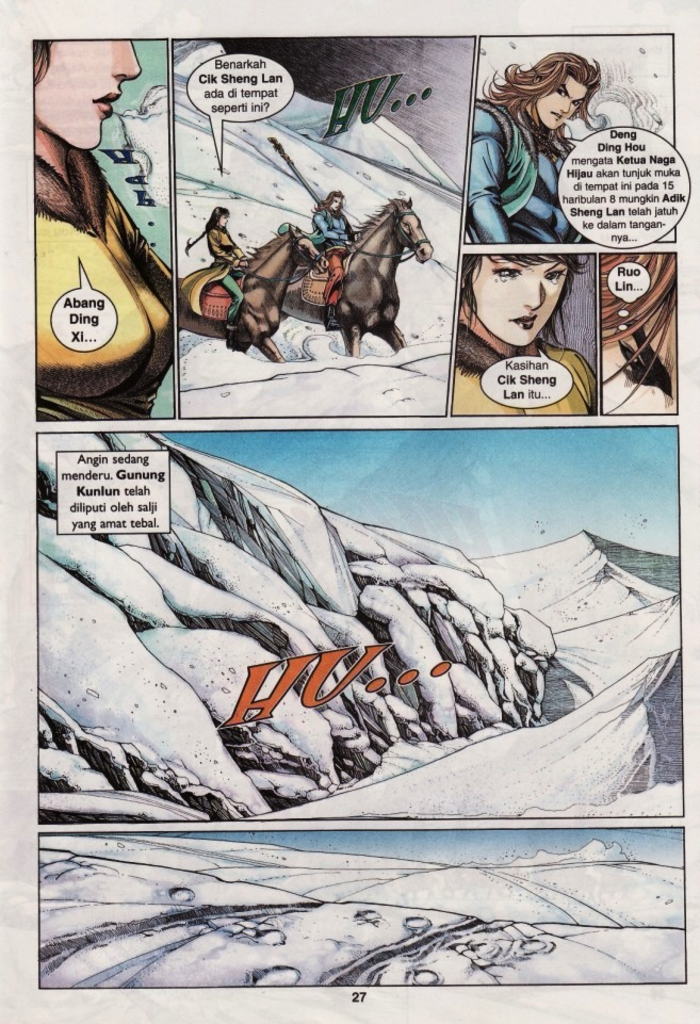 Abang
Ding
Xi...
Benarkah
Cik Sheng Lan
ada di tempat
seperti ini?
HU...
Deng
Ding Hou
mengata Ketua Naga
Hijau akan tunjuk muka
di tempat ini pada 15
haribulan 8 mungkin Adik
Sheng Lan telah jatuh
ke dalam tangan-
nya...
Kasihan
Cik Sheng
Lan itu...
Ruo
Lin...
Angin sedang
menderu. Gunung
Kunlun telah
diliputi oleh salji
yang amat tebal.
HU...
27